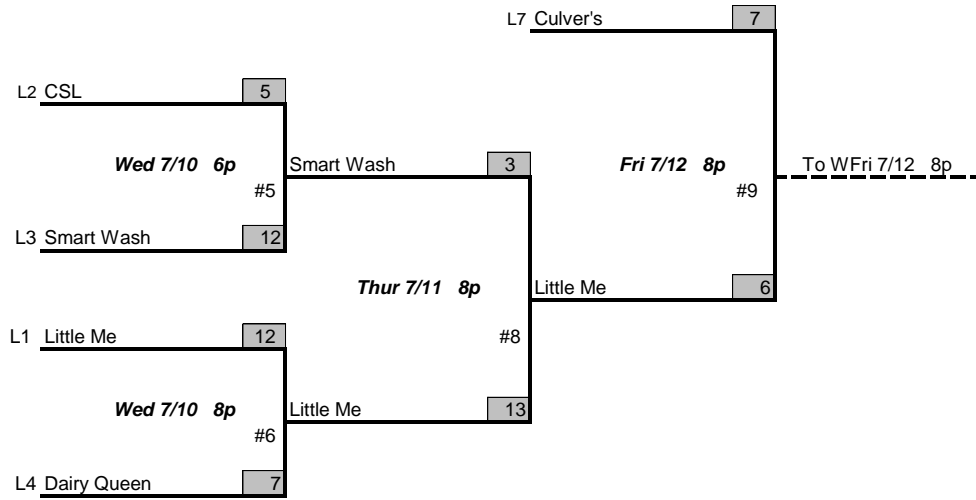 L7 Culver's 7
L2 CSL 5
Wed 7/10 6p
Smart Wash 3
Fri 7/12 8p
To WFri 7/12 8p
#5
#9
L3 Smart Wash 12
Thur 7/11 8p
Little Me 6
L1 Little Me 12
#8
Wed 7/10 8p
Little Me 13
#6
L4 Dairy Queen 7